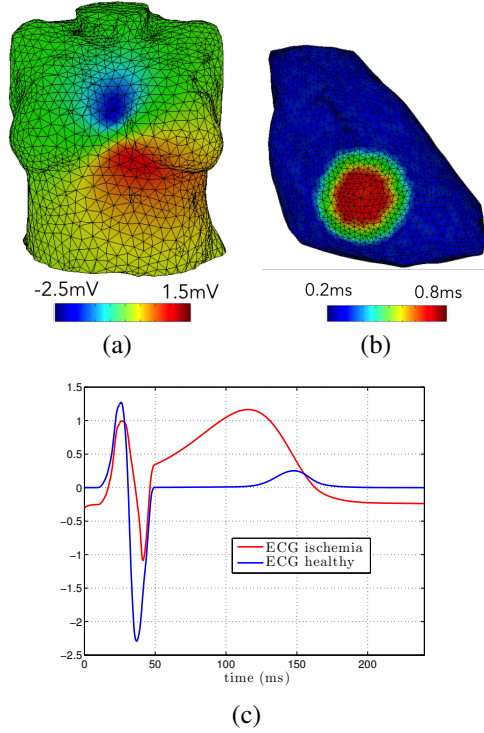 -2.5mV 1.5mV
0.2ms 0.8ms
(a)
(b)
1.5
1
0.5
0
-0.5
-1
-1.5
-2
-2.5
ECG ischemia
ECG healthy
0 50 100 150 200
time (ms)
(c)